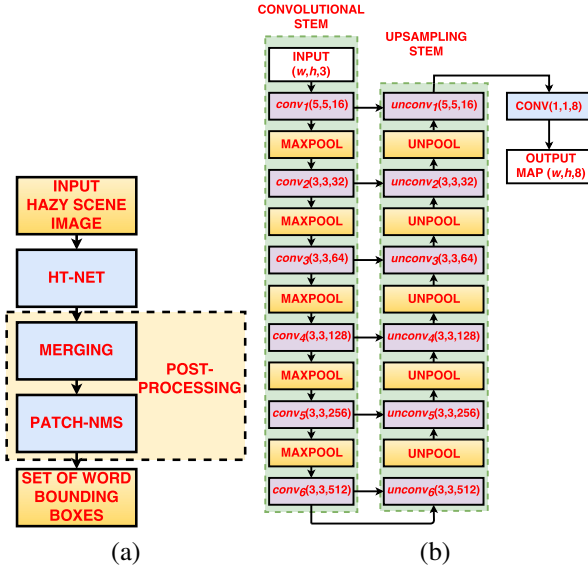 INPUT
HAZY SCENE
IMAGE
HT-NET
MERGING
POST-
PROCESSING
PATCH-NMS
SET OF WORD
BOUNDING
BOXES
(a)
CONVOLUTIONAL
STEM
INPUT
(w,h,3)
conv1(5,5,16)
MAXPOOL
conv2(3,3,32)
MAXPOOL
conv3(3,3,64)
MAXPOOL
conv4(3,3,128)
MAXPOOL
conv5(3,3,256)
MAXPOOL
conv6(3,3,512)
UPSAMPLING
STEM
unconv1(5,5,16)
UNPOOL
unconv2(3,3,32)
UNPOOL
unconv3(3,3,64)
UNPOOL
unconv4(3,3,128)
UNPOOL
unconv5(3,3,256)
UNPOOL
unconv6(3,3,512)
CONV(1,1,8)
OUTPUT
MAP (w,h,8)
(b)